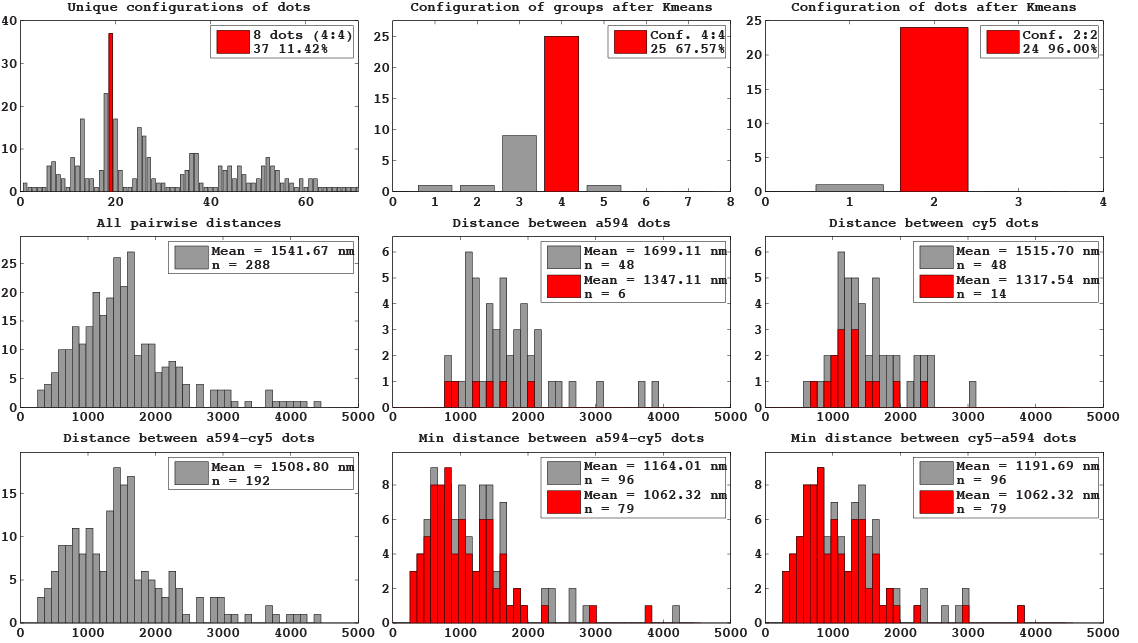 Unique configurations of dots
8 dots (4:4)
37 11.42%
40
30
20
10
0
0 20 40 60
Configuration of groups after Kmeans
Conf. 4:4
25 67.57%
25
20
15
10
5
0
0 1 2 3 4 5 6 7 8
Configuration of dots after Kmeans
Conf. 2:2
24 96.00%
25
20
15
10
5
0
0 1 2 3 4
All pairwise distances
Mean = 1541.67 nm
n = 288
25
20
15
10
5
0
0 1000 2000 3000 4000 5000
Distance between a594 dots
Mean = 1699.11 nm
n = 48
Mean = 1347.11 nm
n = 6
6
5
4
3
2
1
0
0 1000 2000 3000 4000 5000
Distance between cy5 dots
Mean = 1515.70 nm
n = 48
Mean = 1317.54 nm
n = 14
6
5
4
3
2
1
0
0 1000 2000 3000 4000 5000
Distance between a594−cy5 dots
Mean = 1508.80 nm
n = 192
15
10
5
0
0 1000 2000 3000 4000 5000
Min distance between a594−cy5 dots
Mean = 1164.01 nm
n = 96
Mean = 1062.32 nm
n = 79
8
6
4
2
0
0 1000 2000 3000 4000 5000
Min distance between cy5−a594 dots
Mean = 1191.69 nm
n = 96
Mean = 1062.32 nm
n = 79
8
6
4
2
0
0 1000 2000 3000 4000 5000